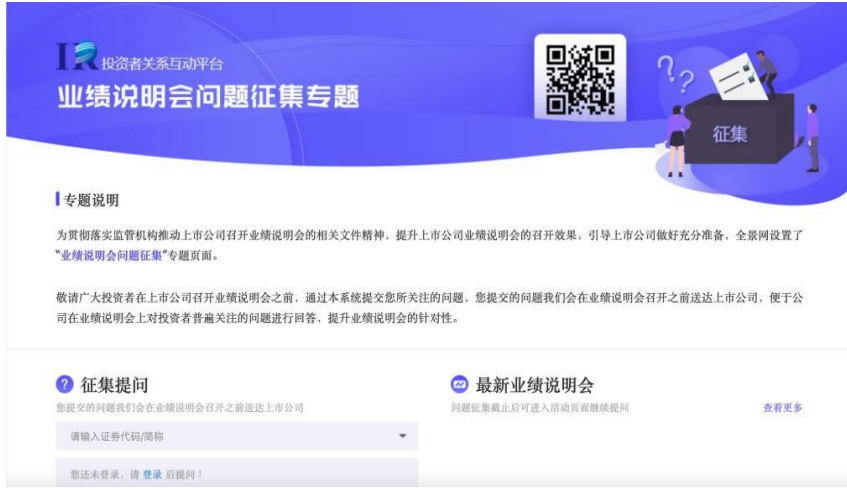 IR 投资者关系互动平台
业绩说明会问题征集专题
征集
专题说明
为贯彻落实监管机构推动上市公司召开业绩说明会的相关文件精神，提升上市公司业绩说明会的召开效果，引导上市公司做好充分准备，全景网设置了
“业绩说明会问题征集”专题页面。
敬请广大投资者在上市公司召开业绩说明会之前，通过本系统提交您所关注的问题，您提交的问题我们会在业绩说明会召开之前送达上市公司，便于公
司在业绩说明会上对投资者普遍关注的问题进行回答，提升业绩说明会的针对性。
征集提问
您提交的问题我们会在业绩说明会召开之前送达上市公司
请输入证券代码/简称
您还未登录，请 登录 后提问！
最新业绩说明会
问题征集截止后可进入活动页面继续提问
查看更多